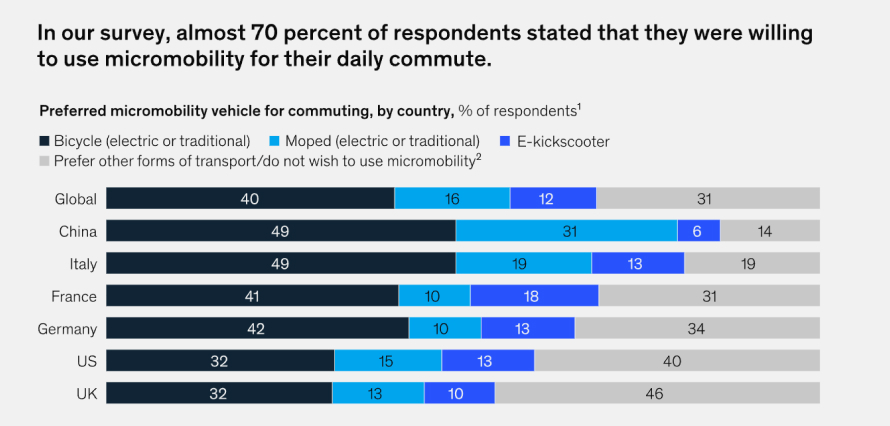 In our survey, almost 70 percent of respondents stated that they were willing
to use micromobility for their daily commute.
Preferred micromobility vehicle for commuting, by country, % of respondents¹
Bicycle (electric or traditional) Moped (electric or traditional) E-kickscooter
Prefer other forms of transport/do not wish to use micromobility²
Global 40 16 12 31
China 49 31 6 14
Italy 49 19 13 19
France 41 10 18 31
Germany 42 10 13 34
US 32 15 13 40
UK 32 13 10 46